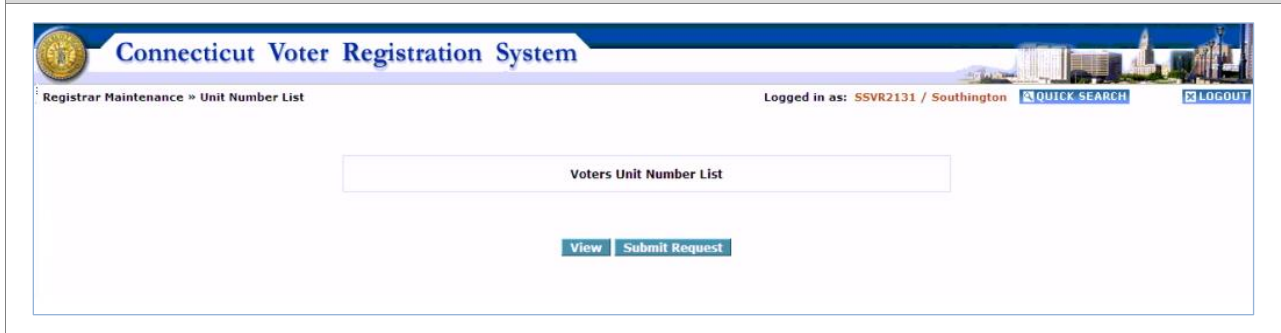 Connecticut Voter Registration System
Registrar Maintenance » Unit Number List Logged in as: SSVR2131 / Southington QUICK SEARCH LOGOUT
Voters Unit Number List
View Submit Request